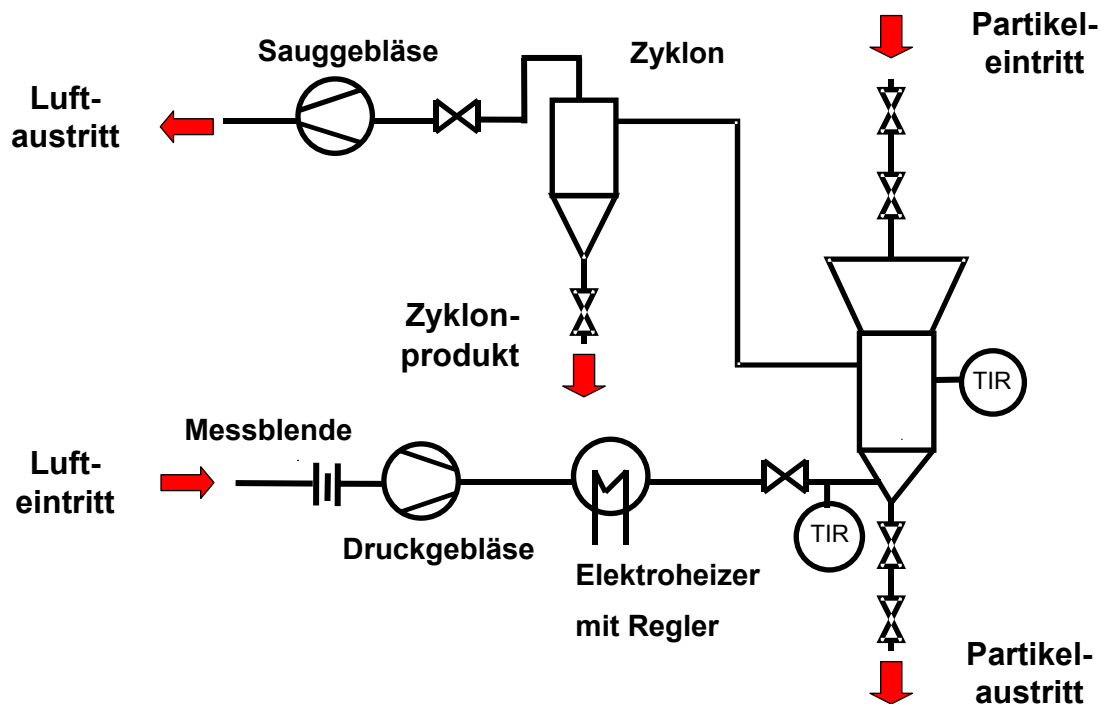 Sauggebläse
Zyklon
Partikel-
eintritt
Luft-
austritt
Zyklon-
produkt
TIR
Messblende
Luft-
eintritt
Druckgebläse
TIR
Elektroheizer
mit Regler
Partikel-
austritt